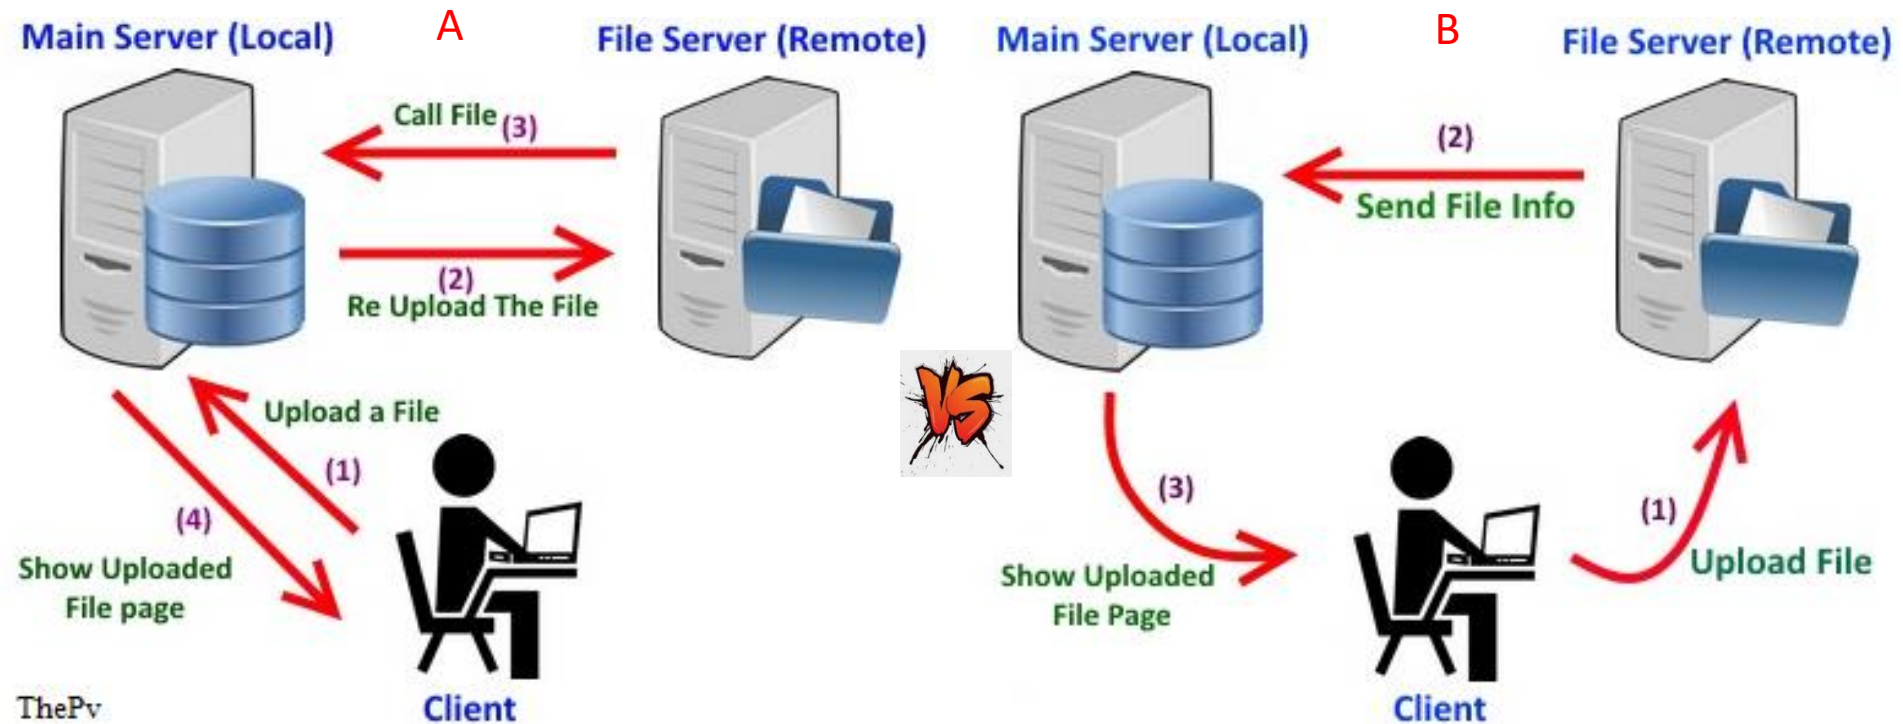 A
Main Server (Local)
File Server (Remote)
Call File
(3)
(2)
Re Upload The File
Upload a File
(1)
(4)
Show Uploaded
File page
Client
ThePv
VS
B
Main Server (Local)
File Server (Remote)
(2)
Send File Info
(3)
(1)
Upload File
Show Uploaded
File Page
Client